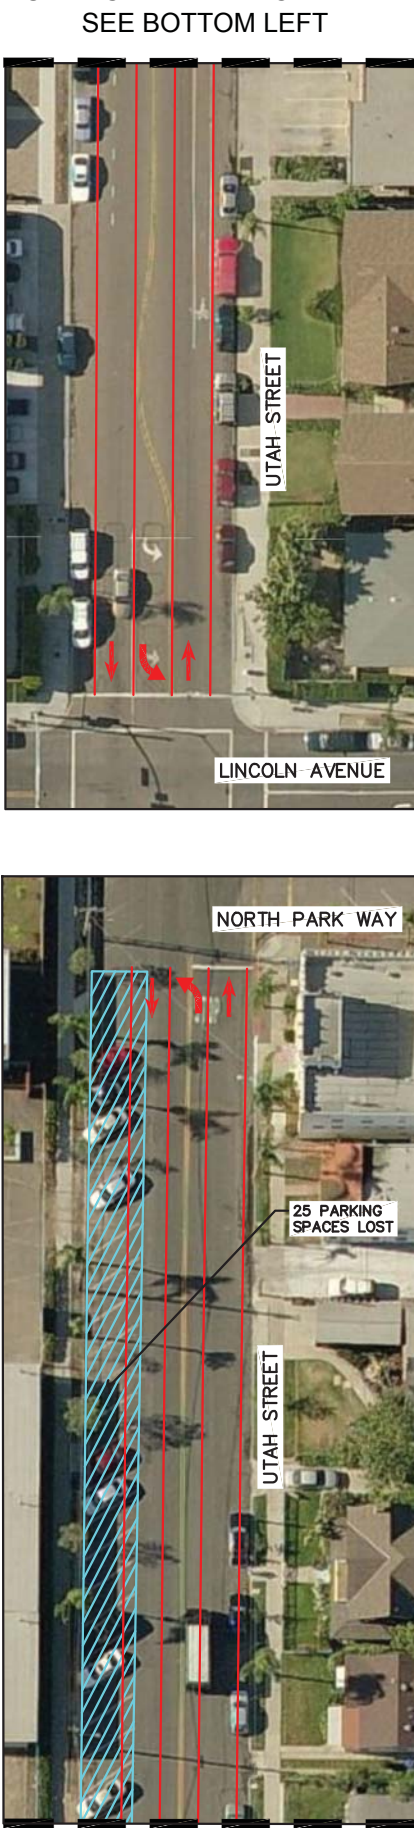 SEE BOTTOM LEFT
UTAH STREET
LINCOLN AVENUE
NORTH PARK WAY
25 PARKING
SPACES LOST
UTAH STREET